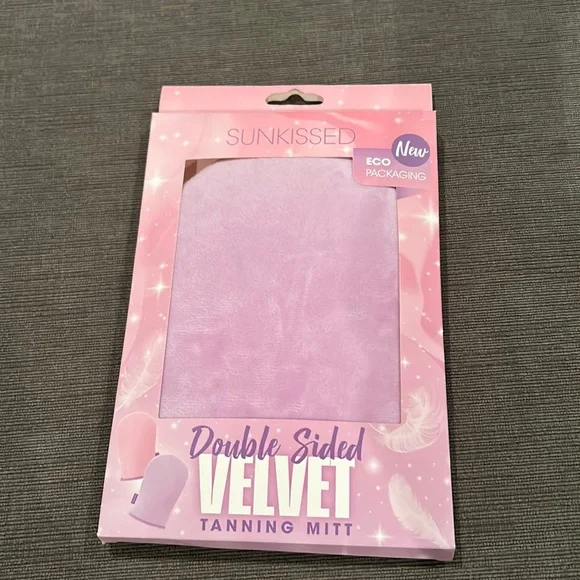 SUNKISSED
New
ECO
PACKAGING
Double Sided
VELVET
TANNING MITT